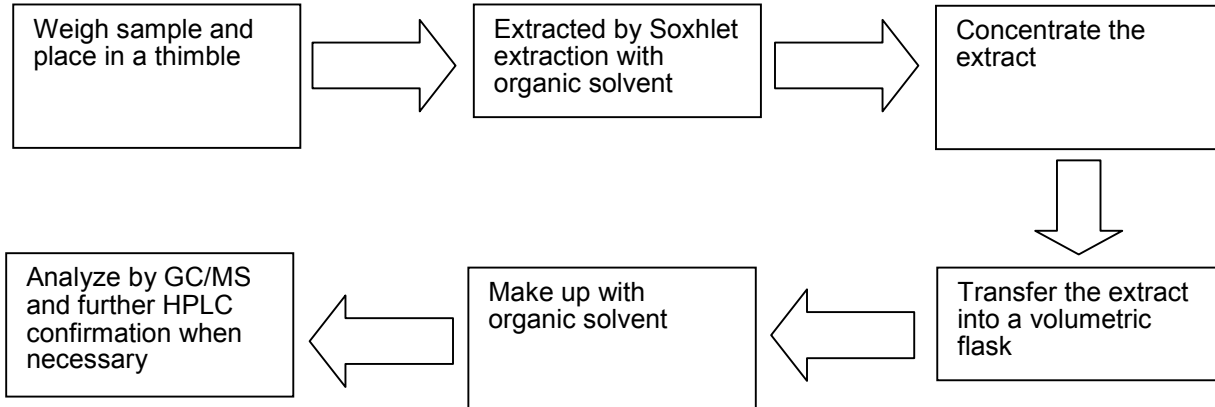 Weigh sample and
place in a thimble
Extracted by Soxhlet
extraction with
organic solvent
Concentrate the
extract
Transfer the extract
into a volumetric
flask
Make up with
organic solvent
Analyze by GC/MS
and further HPLC
confirmation when
necessary